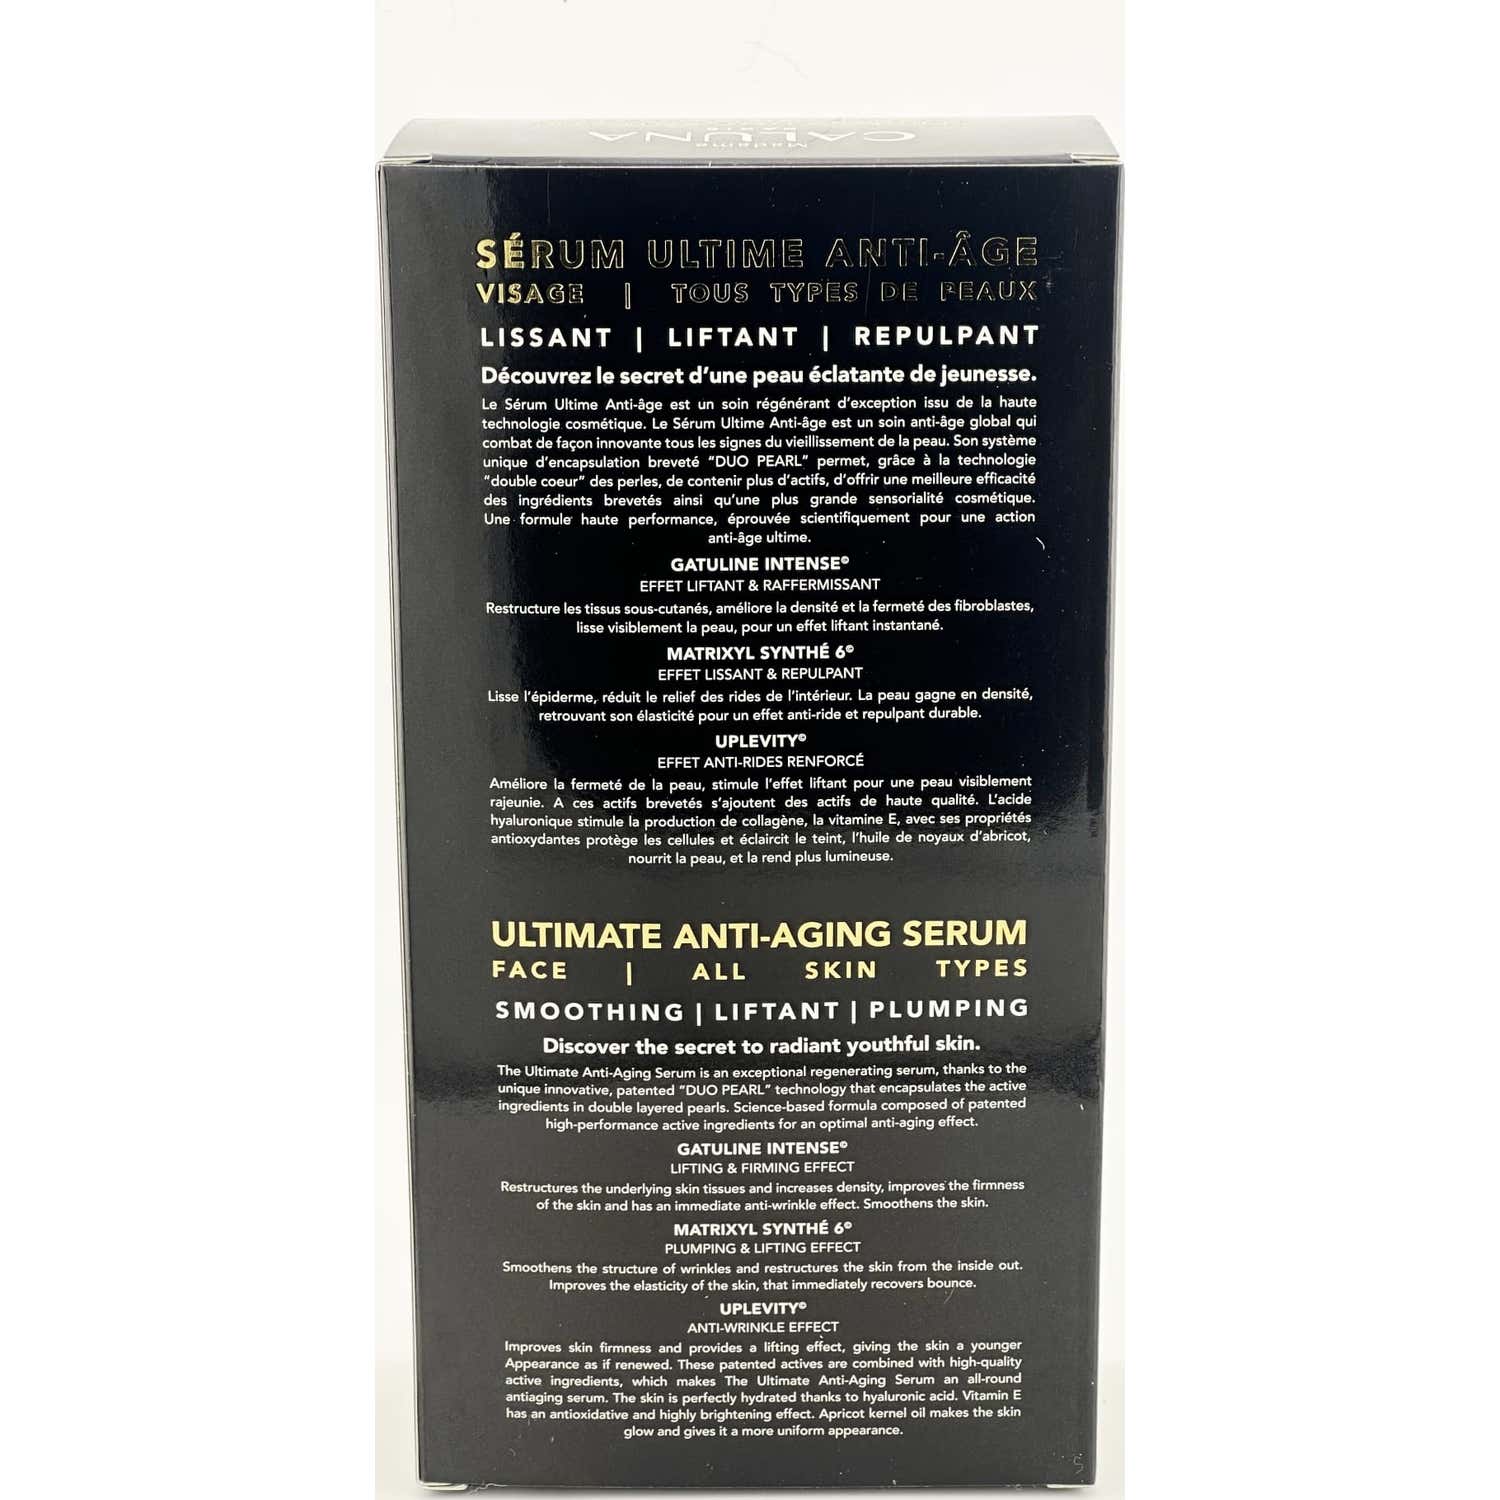 Madame
CALUNA
PARIS
SÉRUM ULTIME ANTI-ÂGE
VISAGE | TOUS TYPES DE PEAUX
LISSANT | LIFTANT | REPULPANT
Découvrez le secret d'une peau éclatante de jeunesse.
Le Sérum Ultime Anti-âge est un soin régénérant d'exception issu de la haute
technologie cosmétique. Le Sérum Ultime Anti-âge est un soin anti-âge global qui
combat de façon innovante tous les signes du vieillissement de la peau. Son système
unique d'encapsulation breveté "DUO PEARL" permet, grâce à la technologie
"double coeur" des perles, de contenir plus d'actifs, d'offrir une meilleure efficacité
des ingrédients brevetés ainsi qu'une plus grande sensorialité cosmétique.
Une formule haute performance, éprouvée scientifiquement pour une action
anti-âge ultime.
GATULINE INTENSE©
EFFET LIFTANT & RAFFERMISSANT
Restructure les tissus sous-cutanés, améliore la densité et la fermeté des fibroblastes,
lisse visiblement la peau, pour un effet liftant instantané.
MATRIXYL SYNTHÉ 6©
EFFET LISSANT & REPULPANT
Lisse l'épiderme, réduit le relief des rides de l'intérieur. La peau gagne en densité,
retrouvant son élasticité pour un effet anti-ride et repulpant durable.
UPLEVITY©
EFFET ANTI-RIDES RENFORCÉ
Améliore la fermeté de la peau, stimule l'effet liftant pour une peau visiblement
rajeunie. A ces actifs brevetés s'ajoutent des actifs de haute qualité. L'acide
hyaluronique stimule la production de collagène, la vitamine E, avec ses propriétés
antioxydantes protège les cellules et éclaircit le teint, l'huile de noyaux d'abricot,
nourrit la peau, et la rend plus lumineuse.
ULTIMATE ANTI-AGING SERUM
FACE | ALL SKIN TYPES
SMOOTHING | LIFTANT | PLUMPING
Discover the secret to radiant youthful skin.
The Ultimate Anti-Aging Serum is an exceptional regenerating serum, thanks to the
unique innovative, patented "DUO PEARL" technology that encapsulates the active
ingredients in double layered pearls. Science-based formula composed of patented
high-performance active ingredients for an optimal anti-aging effect.
GATULINE INTENSE©
LIFTING & FIRMING EFFECT
Restructures the underlying skin tissues and increases density, improves the firmness
of the skin and has an immediate anti-wrinkle effect. Smoothens the skin.
MATRIXYL SYNTHÉ 6©
PLUMPING & LIFTING EFFECT
Smoothens the structure of wrinkles and restructures the skin from the inside out.
Improves the elasticity of the skin, that immediately recovers bounce.
UPLEVITY©
ANTI-WRINKLE EFFECT
Improves skin firmness and provides a lifting effect, giving the skin a younger
Appearance as if renewed. These patented actives are combined with high-quality
active ingredients, which makes The Ultimate Anti-Aging Serum an all-round
antiaging serum. The skin is perfectly hydrated thanks to hyaluronic acid. Vitamin E
has an antioxidative and highly brightening effect. Apricot kernel oil makes the skin
glow and gives it a more uniform appearance.
5